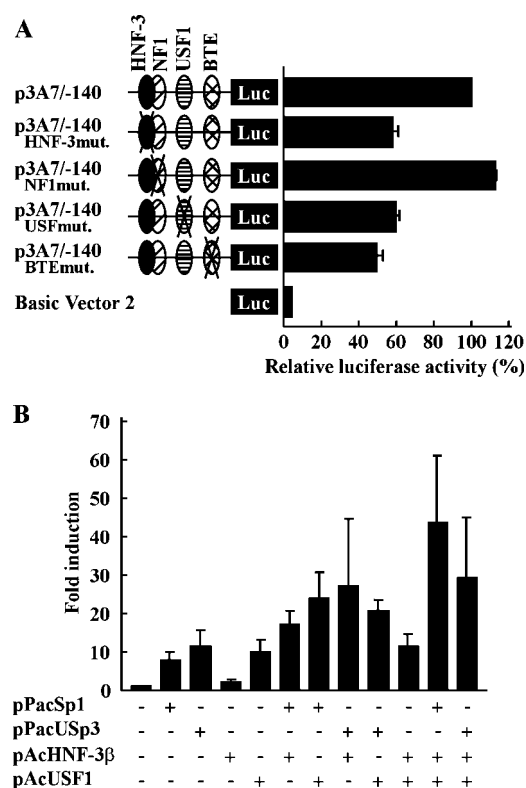 A
HNF-3
NF1
USF1
BTE
p3A7/-140 Luc
p3A7/-140 HNF-3mut. Luc
p3A7/-140 NF1mut. Luc
p3A7/-140 USFmut. Luc
p3A7/-140 BTEmut. Luc
Basic Vector 2 Luc
0 20 40 60 80 100 120
Relative luciferase activity (%)
B
Fold induction
70
60
50
40
30
20
10
0
pPacSp1 - + - - - + + - - - + -
pPacUSp3 - - + - - - - + + - - +
pAcHNF-3β - - - + - + - + - + + +
pAcUSF1 - - - - + - + - + + + +